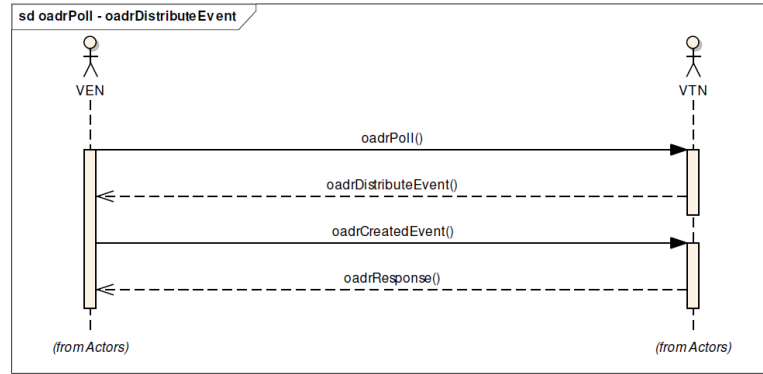 sd oadrPoll - oadrDistributeEvent
VEN
VTN
oadrPoll()
oadrDistributeEvent()
oadrCreatedEvent()
oadrResponse()
(from Actors)
(from Actors)